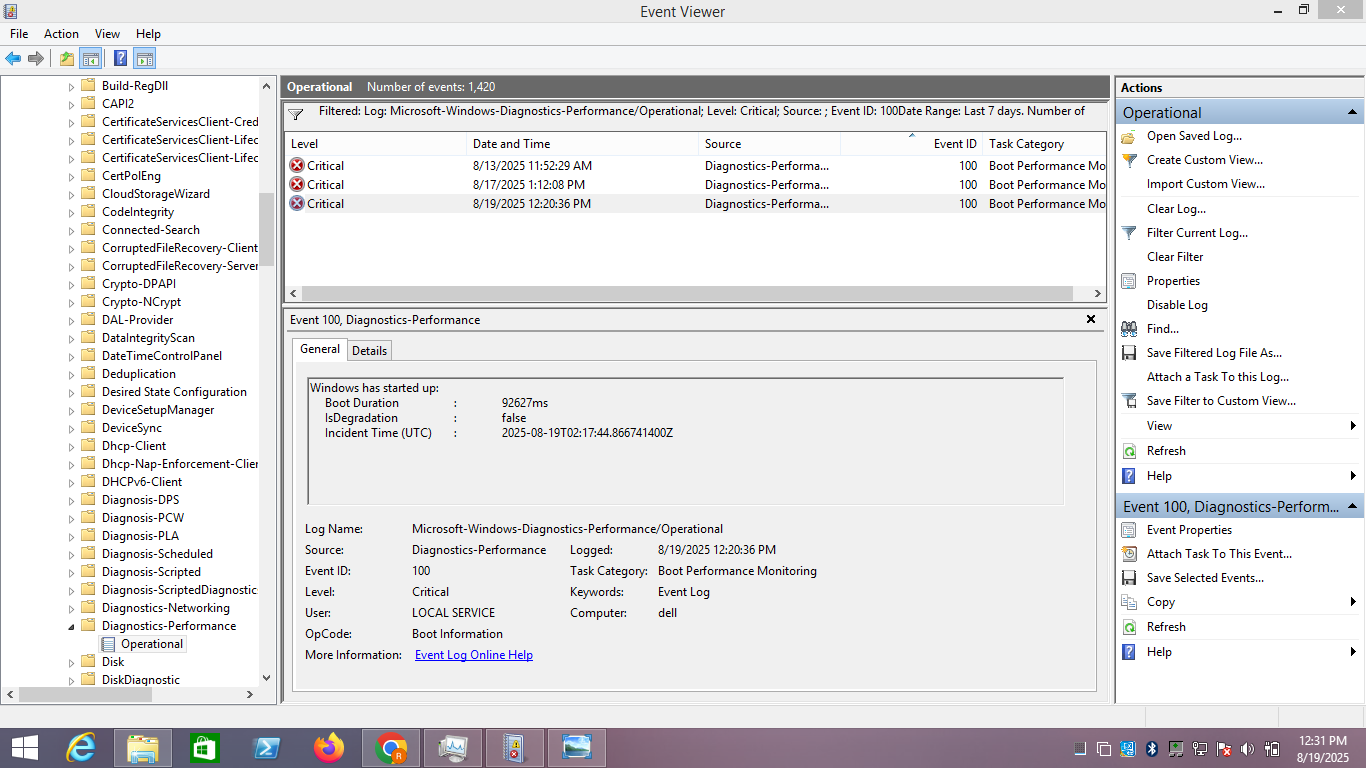 Event Viewer
File Action View Help
Build-RegDll
CAPI2
CertificateServicesClient-Cred
CertificateServicesClient-Lifec
CertificateServicesClient-Lifec
CertPolEng
CloudStorageWizard
CodeIntegrity
Connected-Search
CorruptedFileRecovery-Client
CorruptedFileRecovery-Server
Crypto-DPAPI
Crypto-NCrypt
DAL-Provider
DataIntegrityScan
DateTimeControlPanel
Deduplication
Desired State Configuration
DeviceSetupManager
DeviceSync
Dhcp-Client
Dhcp-Nap-Enforcement-Clier
DHCPv6-Client
Diagnosis-DPS
Diagnosis-PCW
Diagnosis-PLA
Diagnosis-Scheduled
Diagnosis-Scripted
Diagnosis-ScriptedDiagnostic
Diagnostics-Networking
Diagnostics-Performance
Operational
Disk
DiskDiagnostic
Operational Number of events: 1,420
Filtered: Log: Microsoft-Windows-Diagnostics-Performance/Operational; Level: Critical; Source: ; Event ID: 100Date Range: Last 7 days. Number of
Level Date and Time Source Event ID Task Category
Critical 8/13/2025 11:52:29 AM Diagnostics-Performa... 100 Boot Performance Mo
Critical 8/17/2025 1:12:08 PM Diagnostics-Performa... 100 Boot Performance Mo
Critical 8/19/2025 12:20:36 PM Diagnostics-Performa... 100 Boot Performance Mo
Event 100, Diagnostics-Performance
General Details
Windows has started up:
Boot Duration : 92627ms
IsDegradation : false
Incident Time (UTC) : 2025-08-19T02:17:44.866741400Z
Log Name: Microsoft-Windows-Diagnostics-Performance/Operational
Source: Diagnostics-Performance Logged: 8/19/2025 12:20:36 PM
Event ID: 100 Task Category: Boot Performance Monitoring
Level: Critical Keywords: Event Log
User: LOCAL SERVICE Computer: dell
OpCode: Boot Information
More Information: Event Log Online Help
Actions
Operational
Open Saved Log...
Create Custom View...
Import Custom View...
Clear Log...
Filter Current Log...
Clear Filter
Properties
Disable Log
Find...
Save Filtered Log File As...
Attach a Task To this Log...
Save Filter to Custom View...
View
Refresh
Help
Event 100, Diagnostics-Perform...
Event Properties
Attach Task To This Event...
Save Selected Events...
Copy
Refresh
Help
12:31 PM
8/19/2025